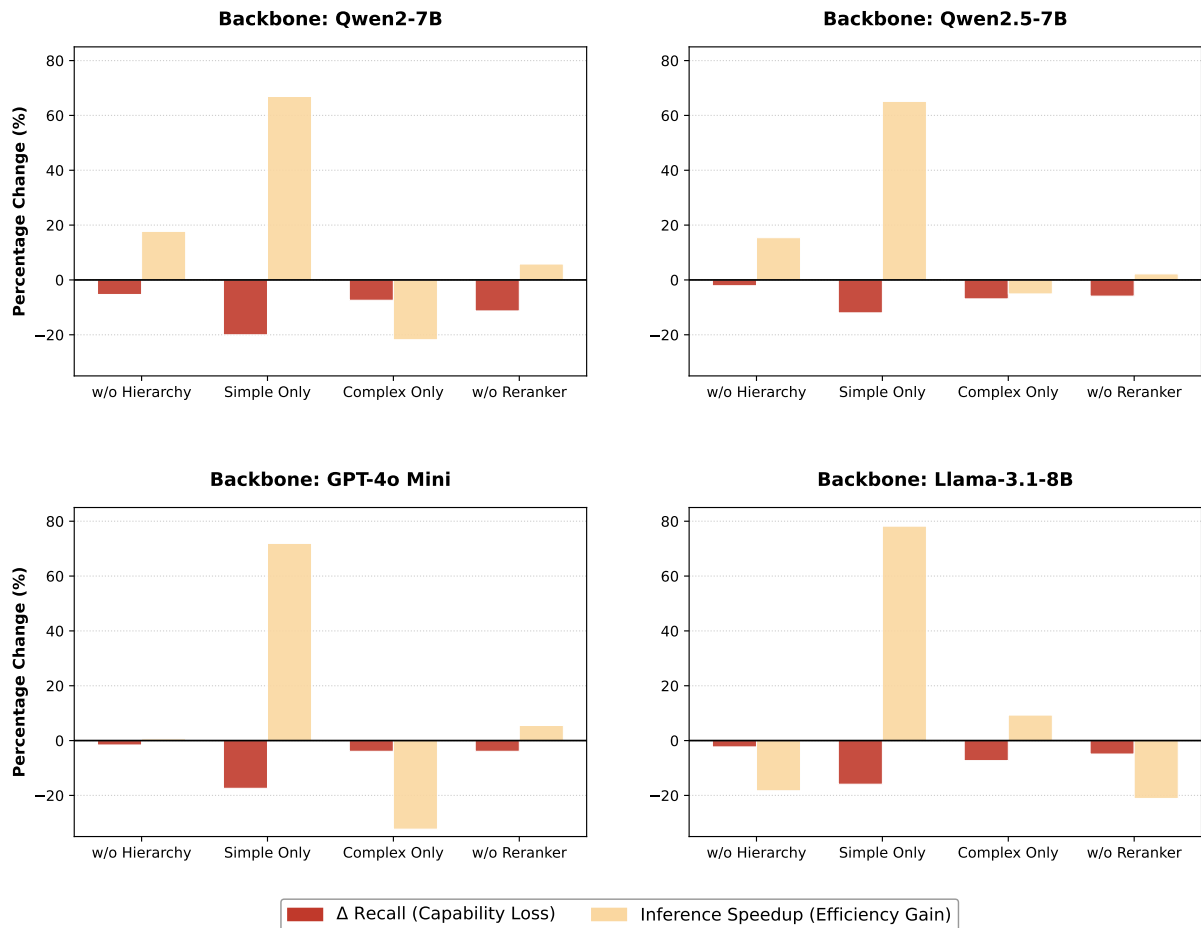 Backbone: Qwen2-7B
Percentage Change (%)
80
60
40
20
0
−20
w/o Hierarchy
Simple Only
Complex Only
w/o Reranker
Backbone: Qwen2.5-7B
80
60
40
20
0
−20
w/o Hierarchy
Simple Only
Complex Only
w/o Reranker
Backbone: GPT-4o Mini
Percentage Change (%)
80
60
40
20
0
−20
w/o Hierarchy
Simple Only
Complex Only
w/o Reranker
Backbone: Llama-3.1-8B
80
60
40
20
0
−20
w/o Hierarchy
Simple Only
Complex Only
w/o Reranker
Δ Recall (Capability Loss)
Inference Speedup (Efficiency Gain)